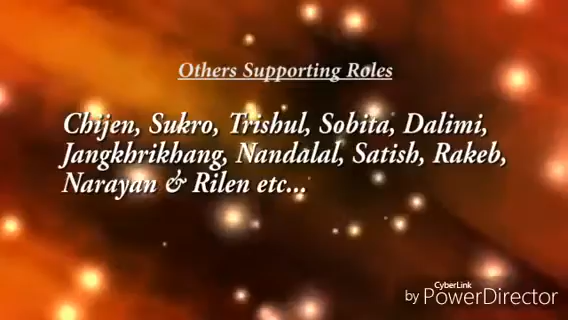 Others Supporting Roles
Chijen, Sukro, Trishul, Sobita, Dalimi,
Jangkhrikhang, Nandalal, Satish, Rakeb,
Narayan & Rilen etc...
CyberLink
by PowerDirector